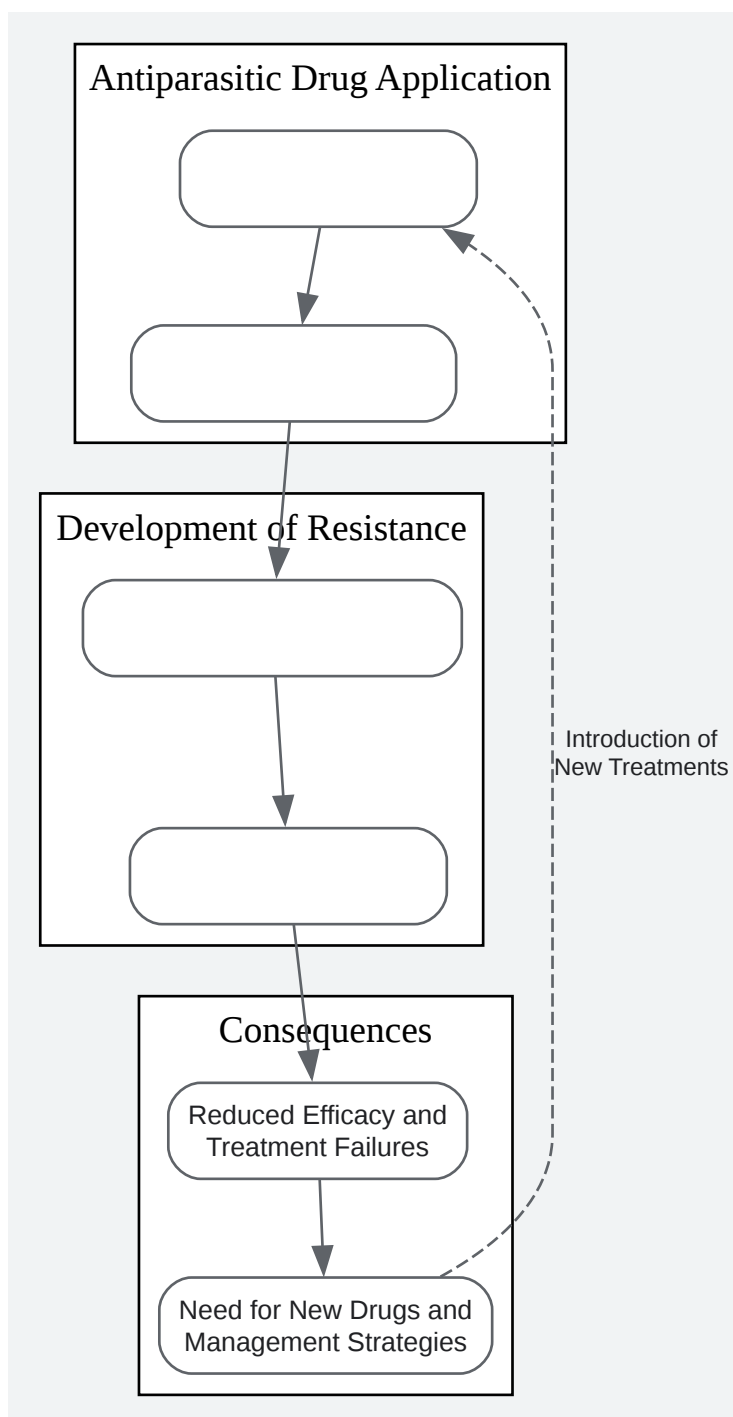 Antiparasitic Drug Application
Development of Resistance
Introduction of
New Treatments
Consequences
Reduced Efficacy and
Treatment Failures
Need for New Drugs and
Management Strategies